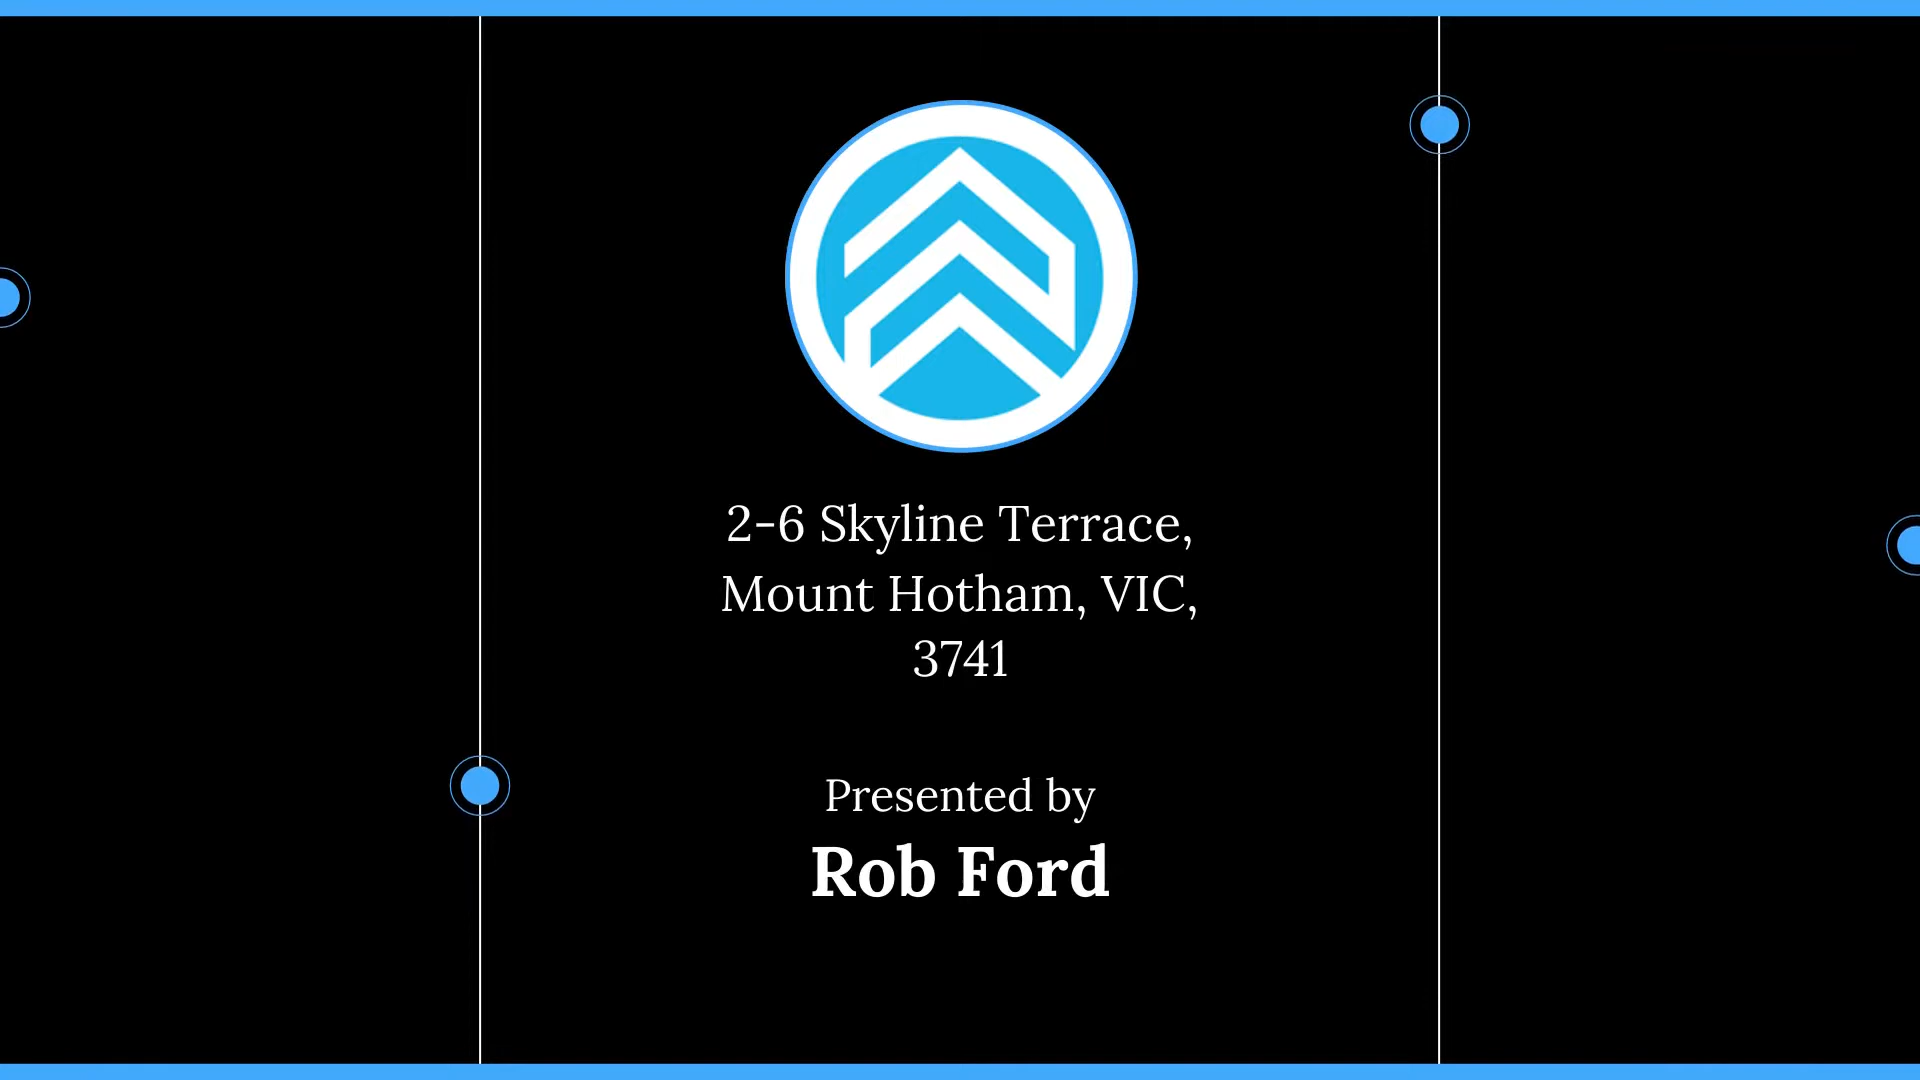 2-6 Skyline Terrace,
Mount Hotham, VIC,
3741
Presented by
Rob Ford